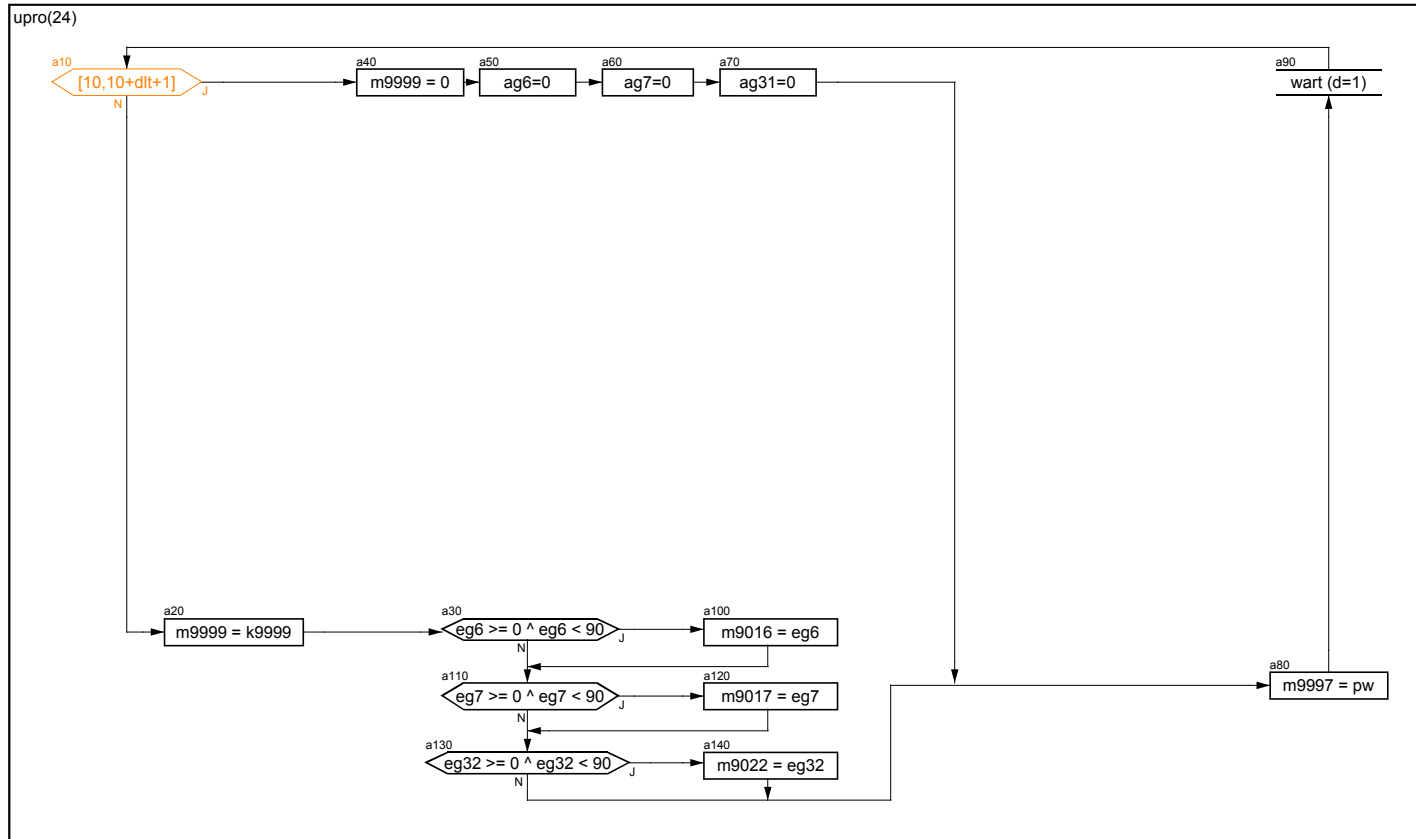 upro(24)
a10
[10,10+dlt+1]
J
N
a40
m9999 = 0
a50
ag6=0
a60
ag7=0
a70
ag31=0
a90
wart (d=1)
a20
m9999 = k9999
a30
eg6 >= 0 ^ eg6 < 90
J
N
a100
m9016 = eg6
a110
eg7 >= 0 ^ eg7 < 90
J
N
a120
m9017 = eg7
a130
eg32 >= 0 ^ eg32 < 90
J
N
a140
m9022 = eg32
a80
m9997 = pw